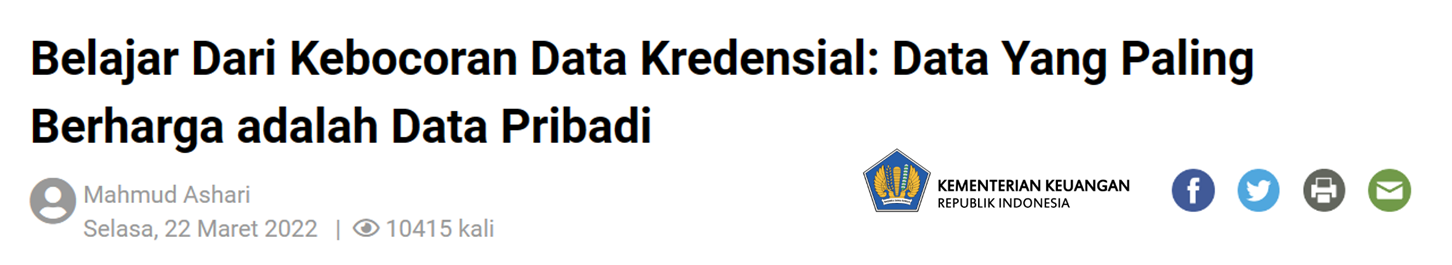 Belajar Dari Kebocoran Data Kredensial: Data Yang Paling
Berharga adalah Data Pribadi
Mahmud Ashari
Selasa, 22 Maret 2022 | 10415 kali
KEMENTERIAN KEUANGAN
REPUBLIK INDONESIA